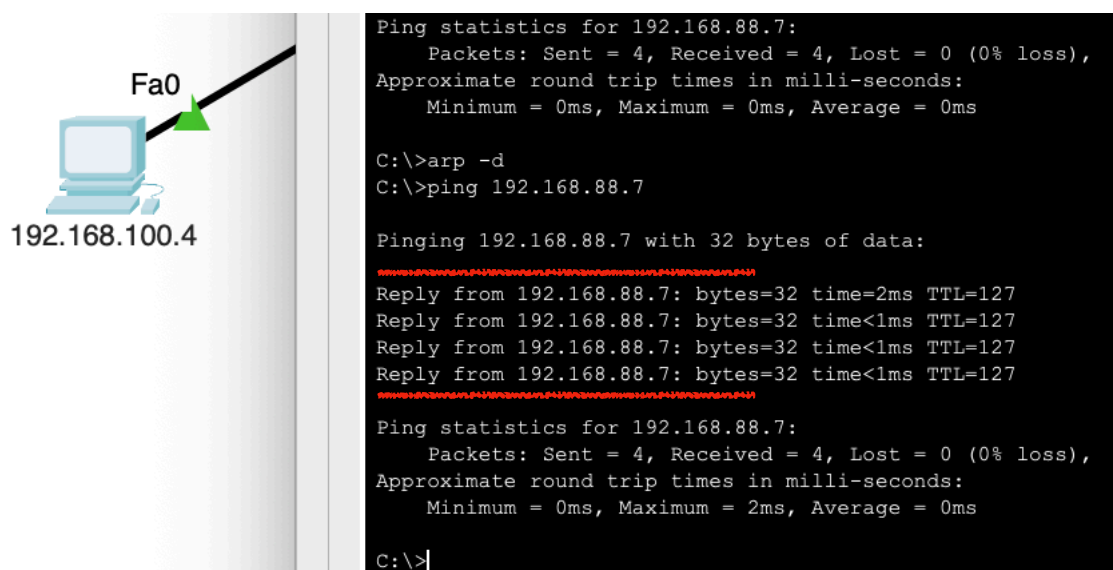 Fa0
192.168.100.4
Ping statistics for 192.168.88.7:
    Packets: Sent = 4, Received = 4, Lost = 0 (0% loss),
Approximate round trip times in milli-seconds:
    Minimum = 0ms, Maximum = 0ms, Average = 0ms
C:\>arp -d
C:\>ping 192.168.88.7
Pinging 192.168.88.7 with 32 bytes of data:
Reply from 192.168.88.7: bytes=32 time=2ms TTL=127
Reply from 192.168.88.7: bytes=32 time<1ms TTL=127
Reply from 192.168.88.7: bytes=32 time<1ms TTL=127
Reply from 192.168.88.7: bytes=32 time<1ms TTL=127
Ping statistics for 192.168.88.7:
    Packets: Sent = 4, Received = 4, Lost = 0 (0% loss),
Approximate round trip times in milli-seconds:
    Minimum = 0ms, Maximum = 2ms, Average = 0ms
C:\>